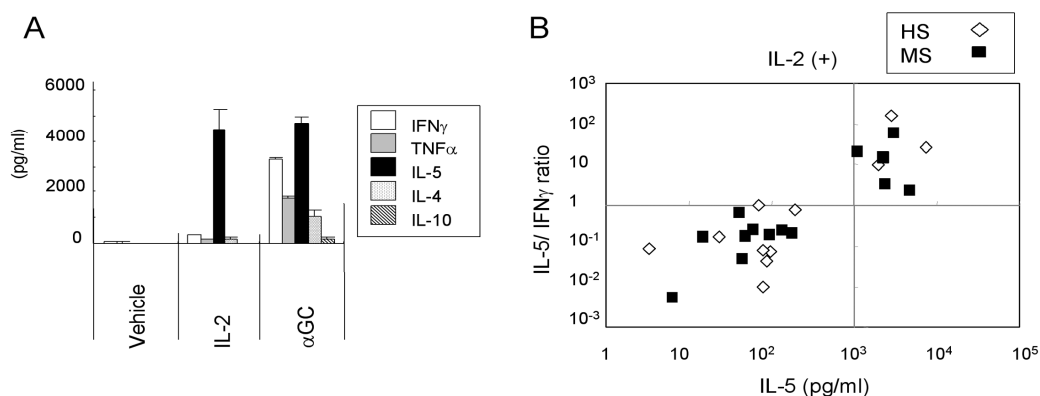 A
(pg/ml)
6000
4000
2000
0
Vehicle
IL-2
αGC
IFNγ
TNFα
IL-5
IL-4
IL-10
B
IL-2 (+)
HS
MS
IL-5/ IFNγ ratio
10³
10²
10
1
10⁻¹
10⁻²
10⁻³
1
10
10²
10³
10⁴
10⁵
IL-5 (pg/ml)